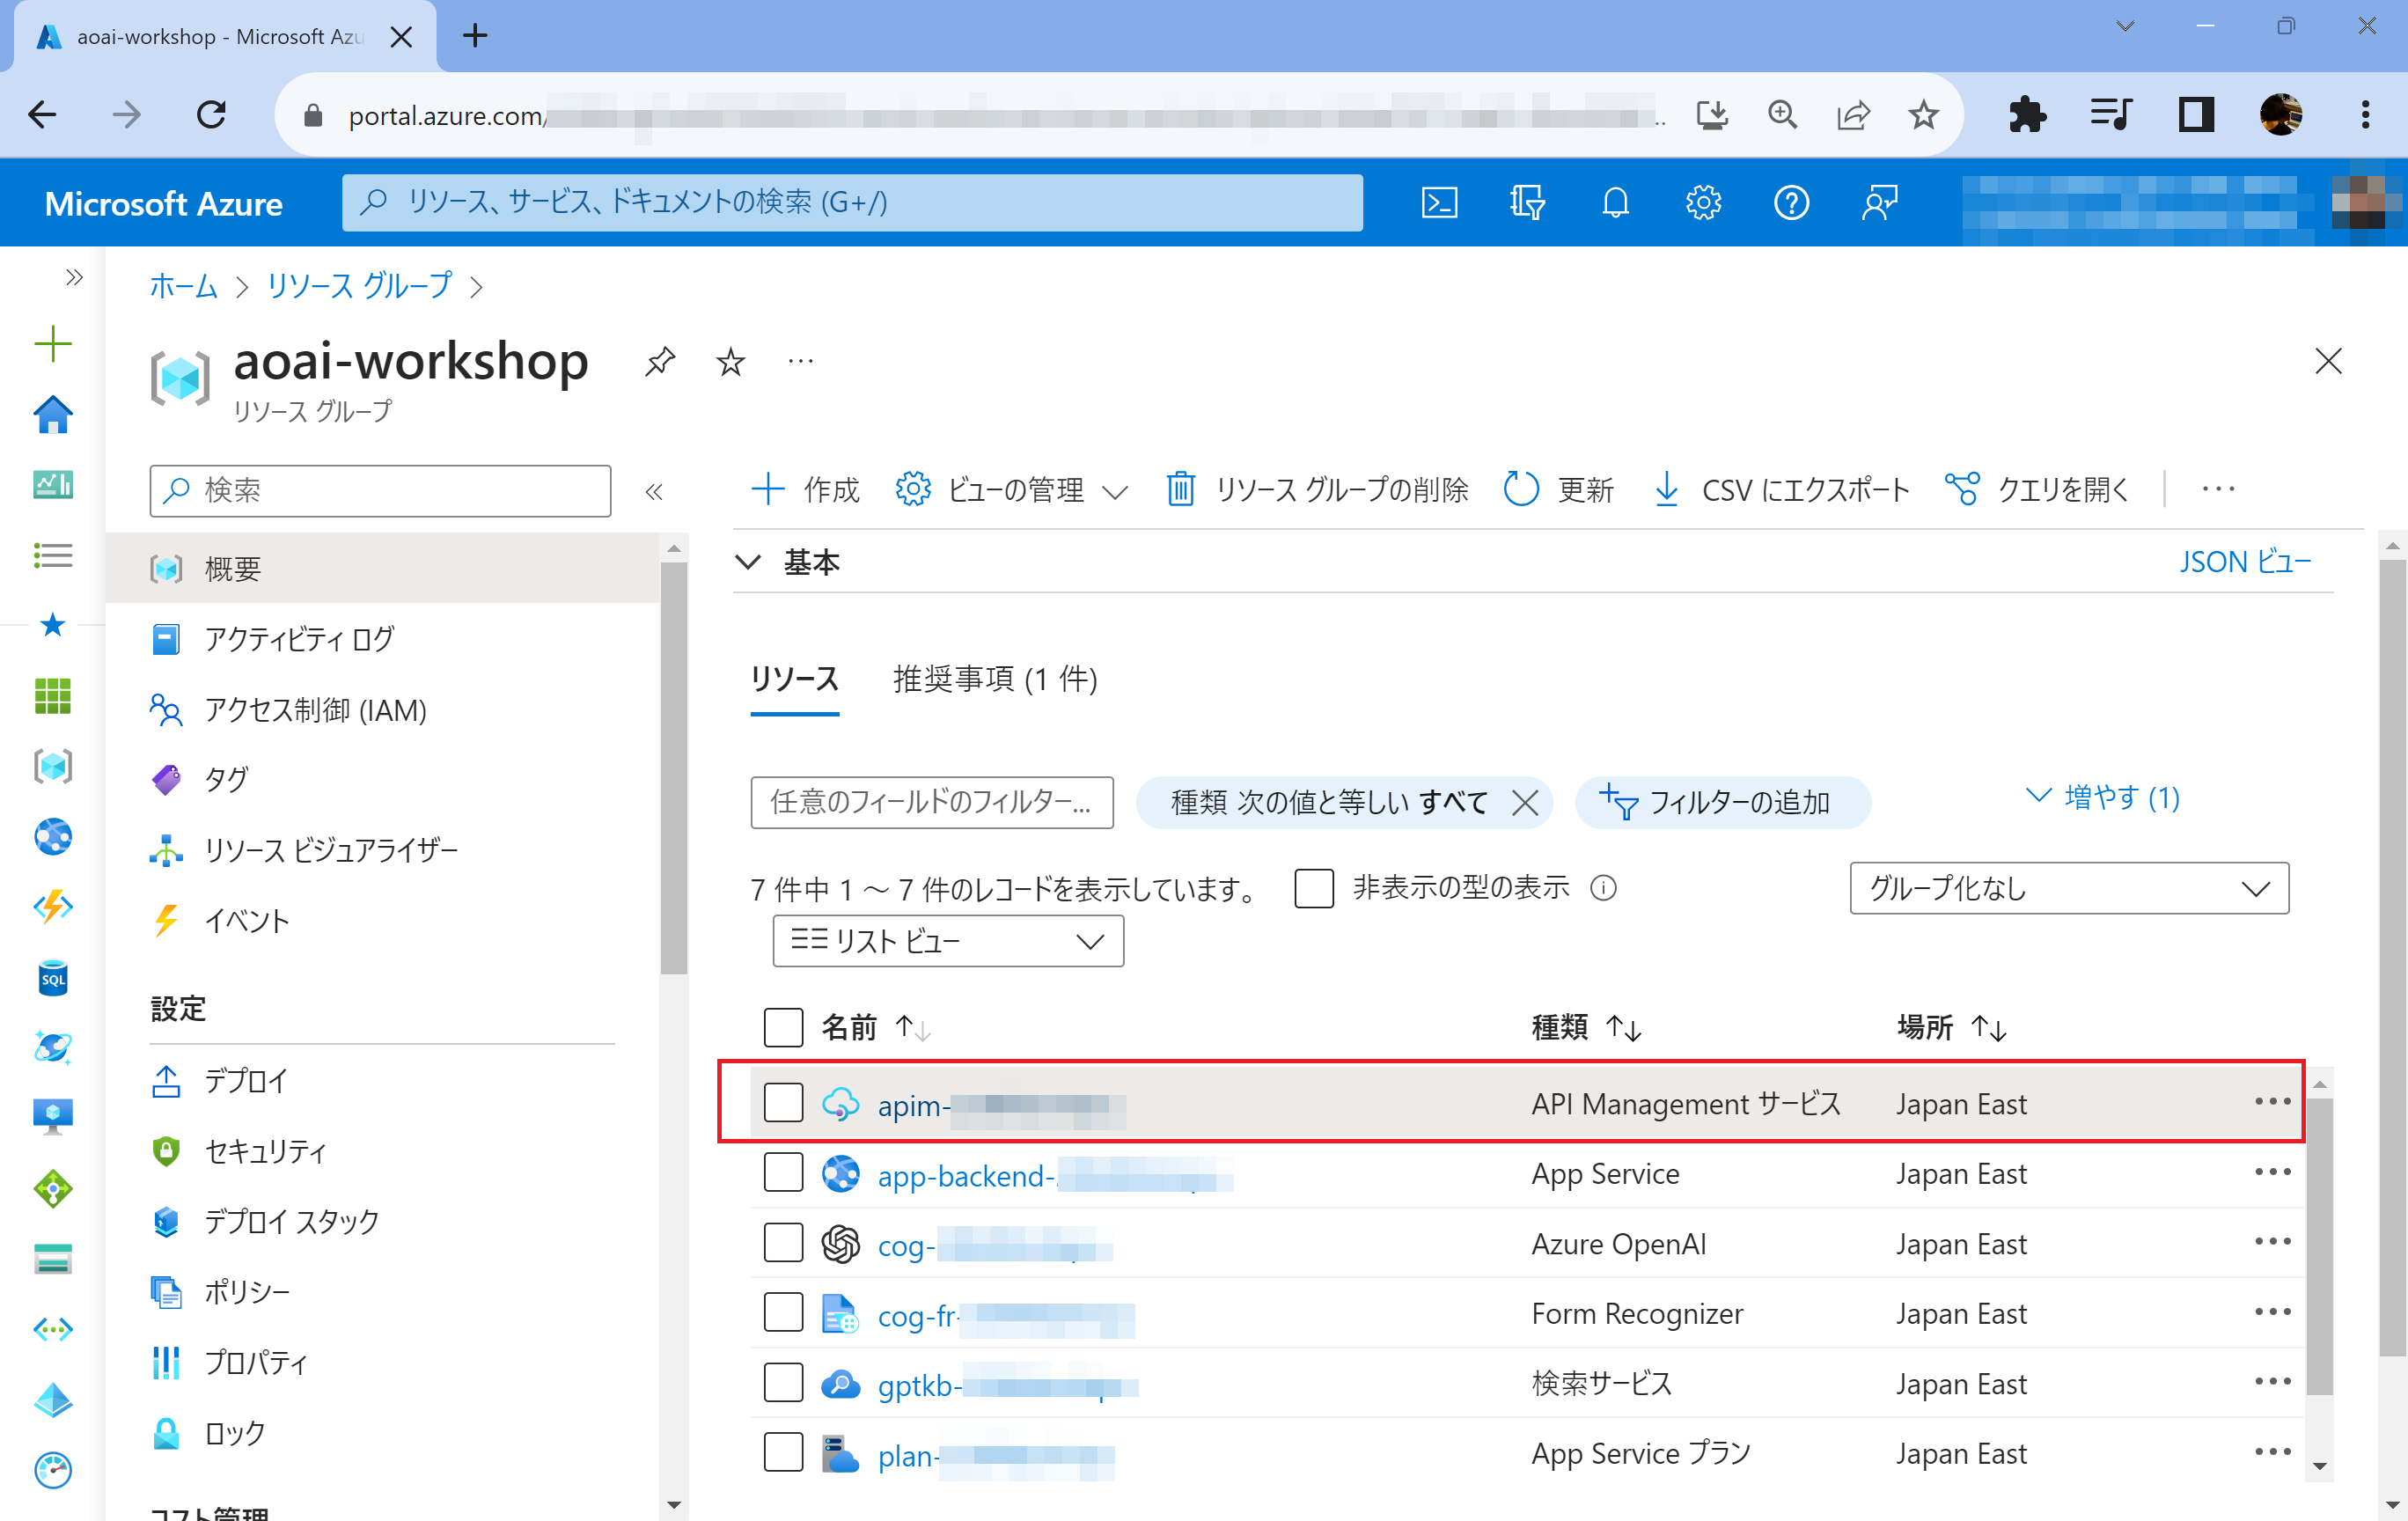 aoai-workshop - Microsoft Azu
portal.azure.com/
Microsoft Azure
リソース、サービス、ドキュメントの検索 (G+/)
ホーム > リソース グループ >
aoai-workshop
リソース グループ
検索
作成
ビューの管理
リソース グループの削除
更新
CSV にエクスポート
クエリを開く
概要
アクティビティ ログ
アクセス制御 (IAM)
タグ
リソース ビジュアライザー
イベント
設定
デプロイ
セキュリティ
デプロイ スタック
ポリシー
プロパティ
ロック
コスト管理
基本
JSON ビュー
リソース
推奨事項 (1 件)
任意のフィールドのフィルター...
種類 次の値と等しい すべて
フィルターの追加
増やす (1)
7 件中 1 ～ 7 件のレコードを表示しています。
非表示の型の表示
グループ化なし
リスト ビュー
名前 種類 場所
apim- API Management サービス Japan East
app-backend- App Service Japan East
cog- Azure OpenAI Japan East
cog-fr- Form Recognizer Japan East
gptkb- 検索サービス Japan East
plan- App Service プラン Japan East
SQL